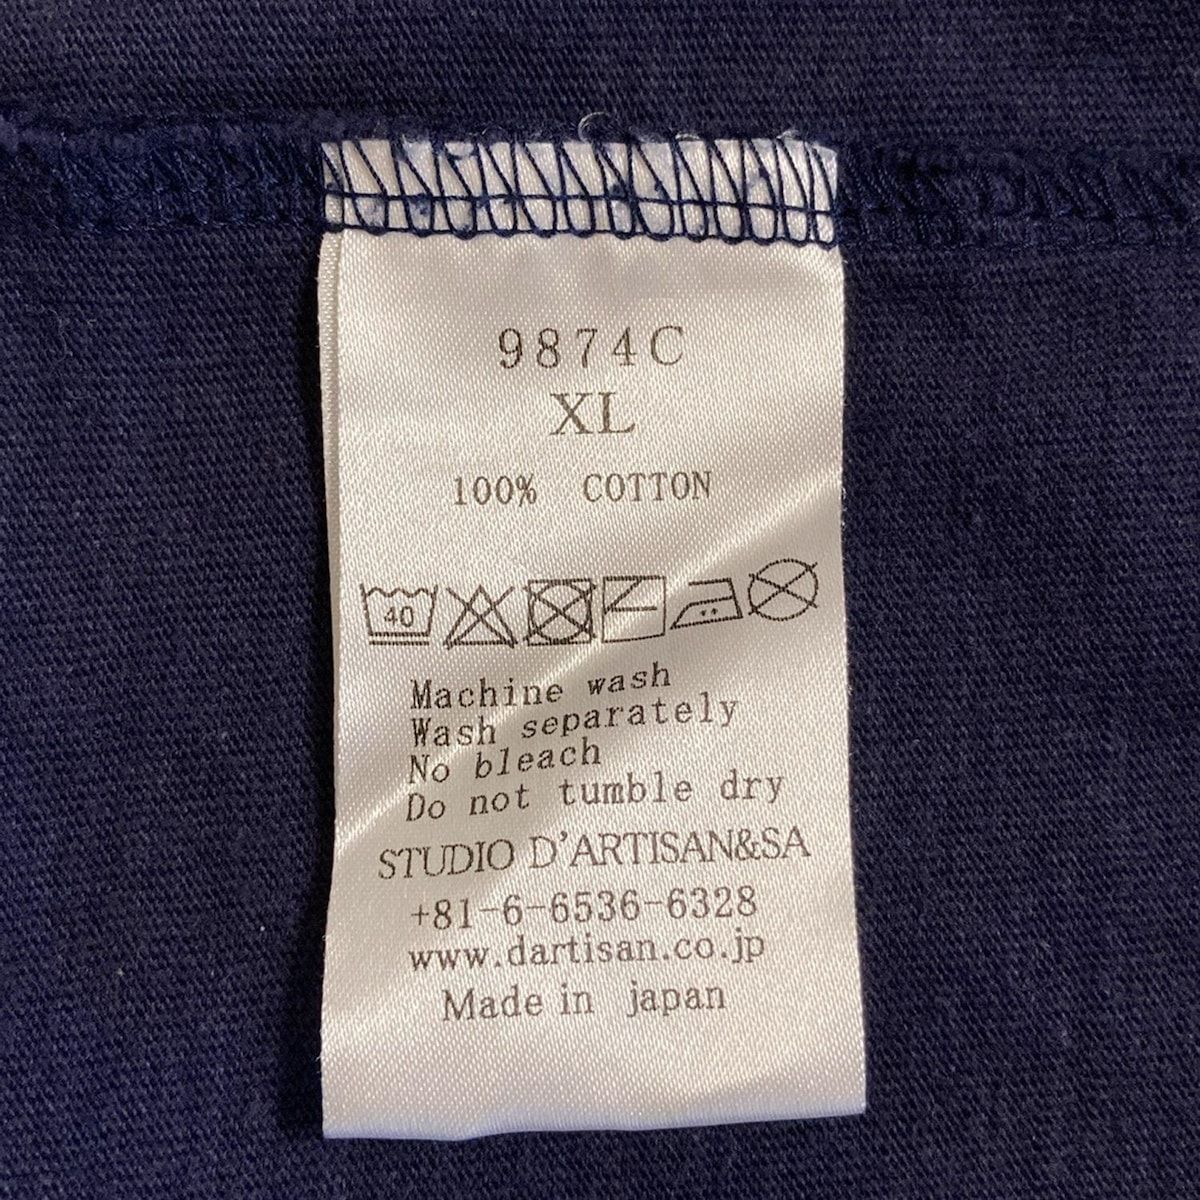 9874C
XL
100% COTTON
40
Machine wash
Wash separately
No bleach
Do not tumble dry
STUDIO D'ARTISAN&SA
+81-6-6536-6328
www.dartisan.co.jp
Made in japan